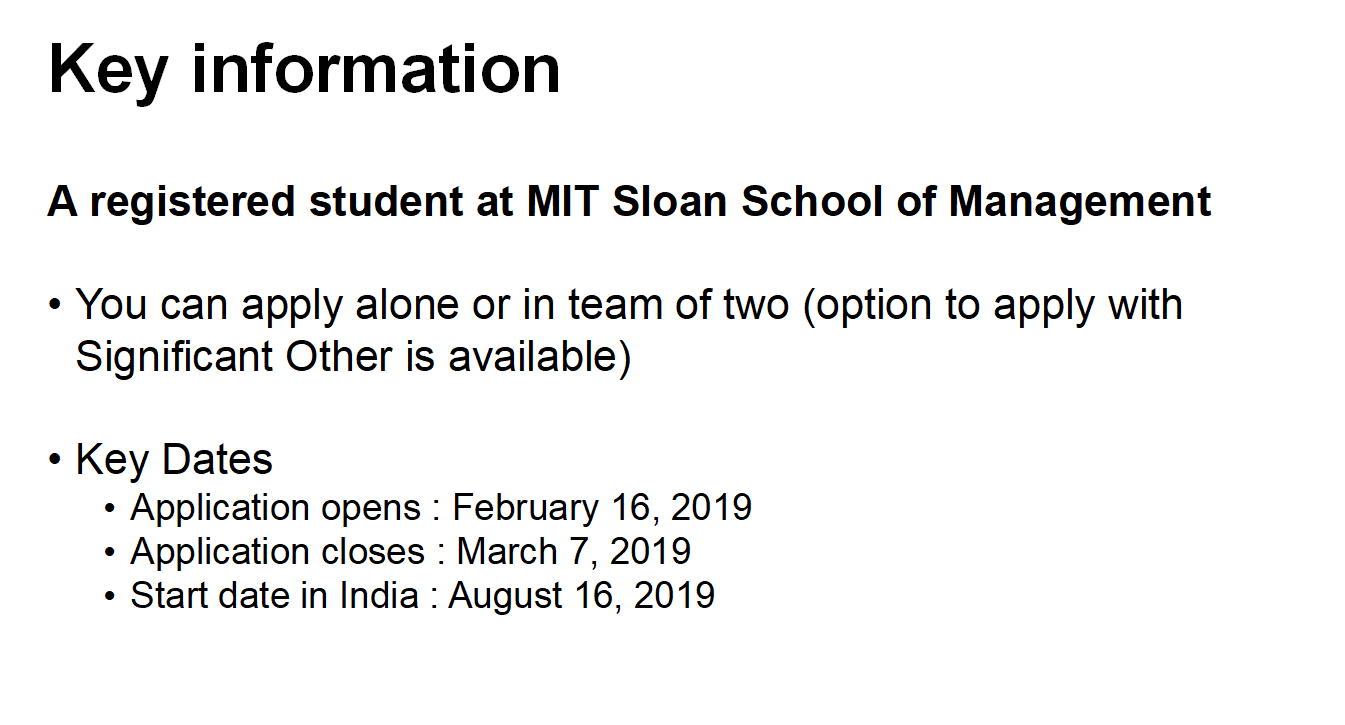 Key information
A registered student at MIT Sloan School of Management
• You can apply alone or in team of two (option to apply with
Significant Other is available)
• Key Dates
• Application opens : February 16, 2019
• Application closes : March 7, 2019
• Start date in India : August 16, 2019